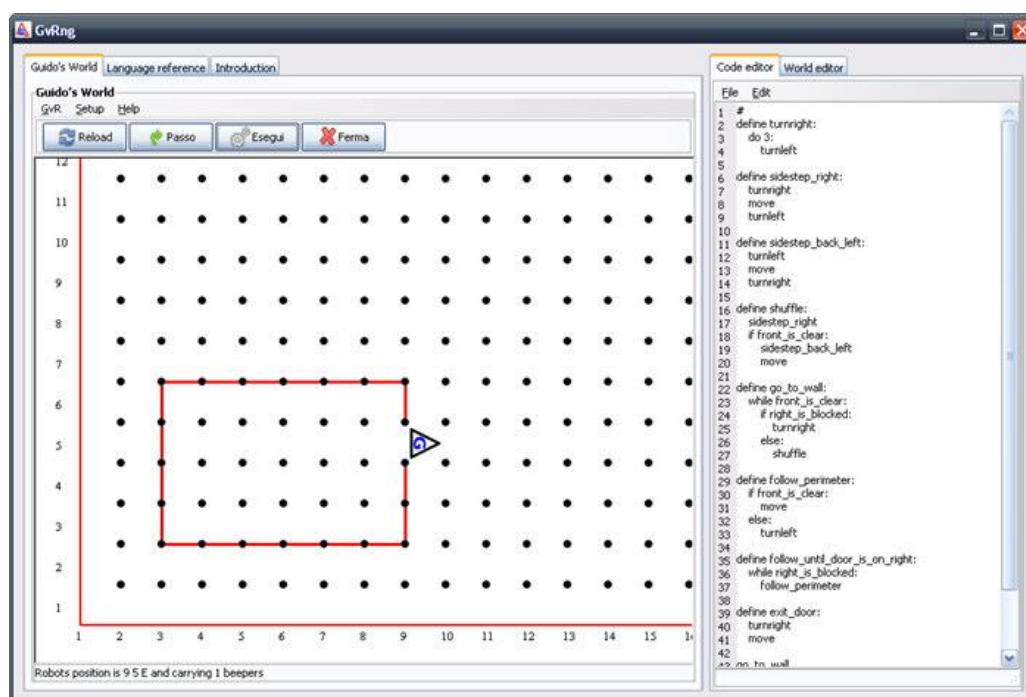 GvRng
Guido's World Language reference Introduction
Guido's World
GvR Setup Help
Reload Passo Esegui Ferma
12
11
10
9
8
7
6
5
4
3
2
1
G
1 2 3 4 5 6 7 8 9 10 11 12 13 14 15
Robots position is 9 5 E and carrying 1 beepers
Code editor World editor
File Edit
1 #
2 define turnright:
3 do 3:
4 turnleft
5
6 define sidestep_right:
7 turnright
8 move
9 turnleft
10
11 define sidestep_back_left:
12 turnleft
13 move
14 turnright
15
16 define shuffle:
17 sidestep_right
18 if front_is_clear:
19 sidestep_back_left
20 move
21
22 define go_to_wall:
23 while front_is_clear:
24 if right_is_blocked:
25 turnright
26 else:
27 shuffle
28
29 define follow_perimeter:
30 if front_is_clear:
31 move
32 else:
33 turnleft
34
35 define follow_until_door_is_on_right:
36 while right_is_blocked:
37 follow_perimeter
38
39 define exit_door:
40 turnright
41 move
42
43 go_to_wall